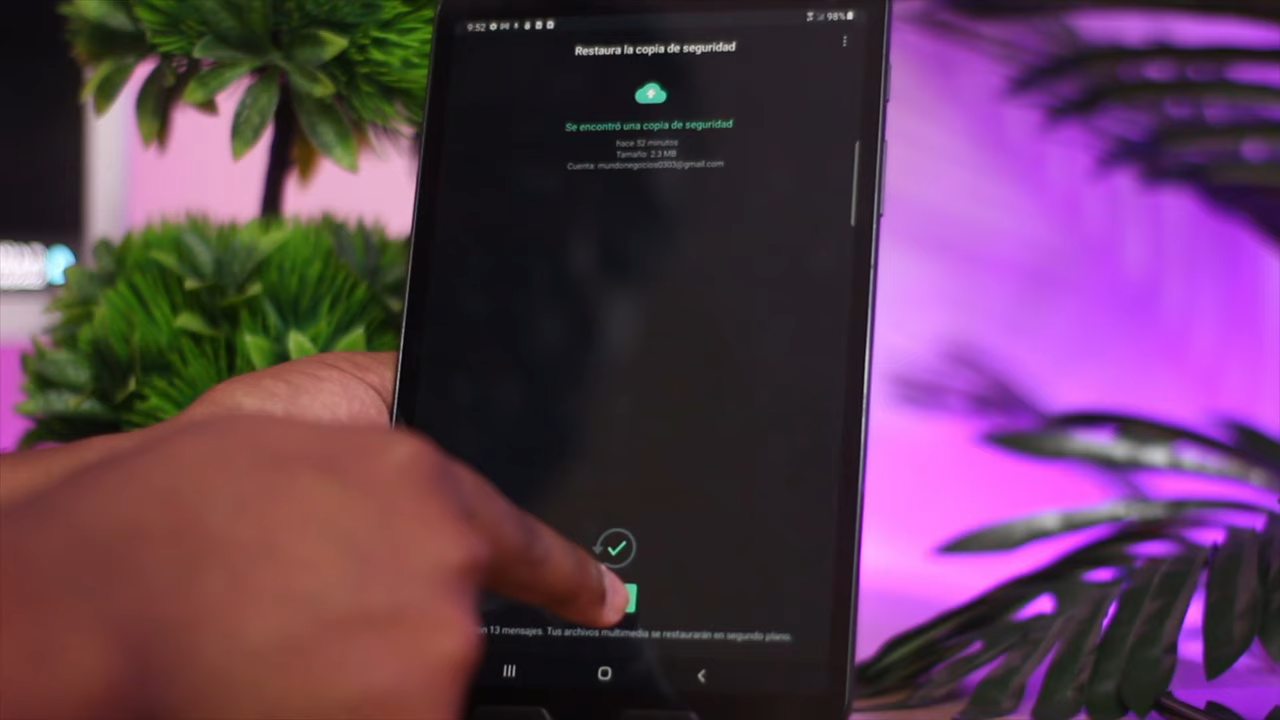 9:52
98%
Restaura la copia de seguridad
Se encontró una copia de seguridad
hace 52 minutos
Tamaño: 2.3 MB
Cuenta: mundonegocios0303@gmail.com
13 mensajes. Tus archivos multimedia se restaurarán en segundo plano.